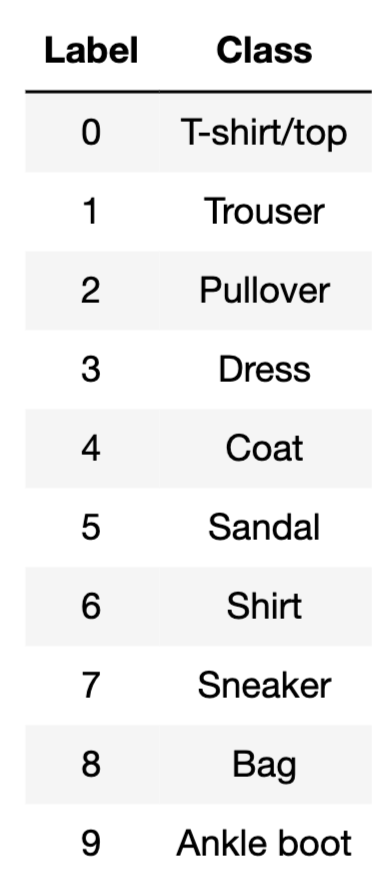 Label Class
0 T-shirt/top
1 Trouser
2 Pullover
3 Dress
4 Coat
5 Sandal
6 Shirt
7 Sneaker
8 Bag
9 Ankle boot